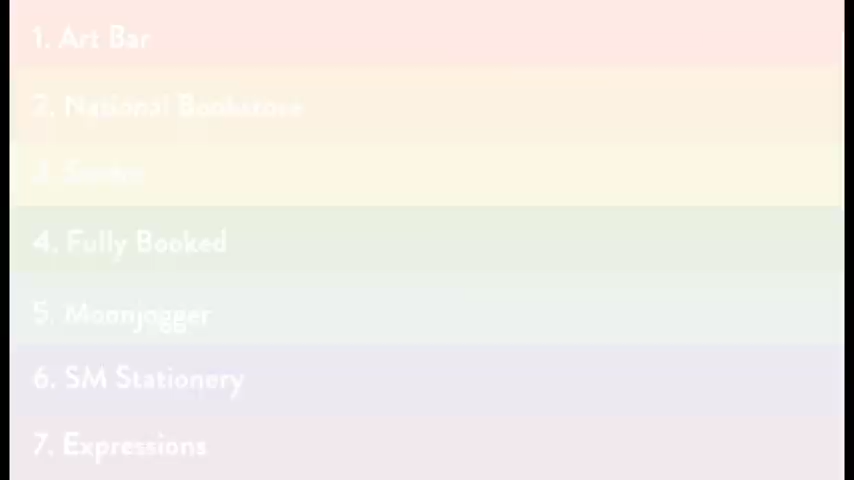 1. Art Bar
2. National Bookstore
3.
4. Fully Booked
5. Moonjogger
6. SM Stationery
7. Expressions